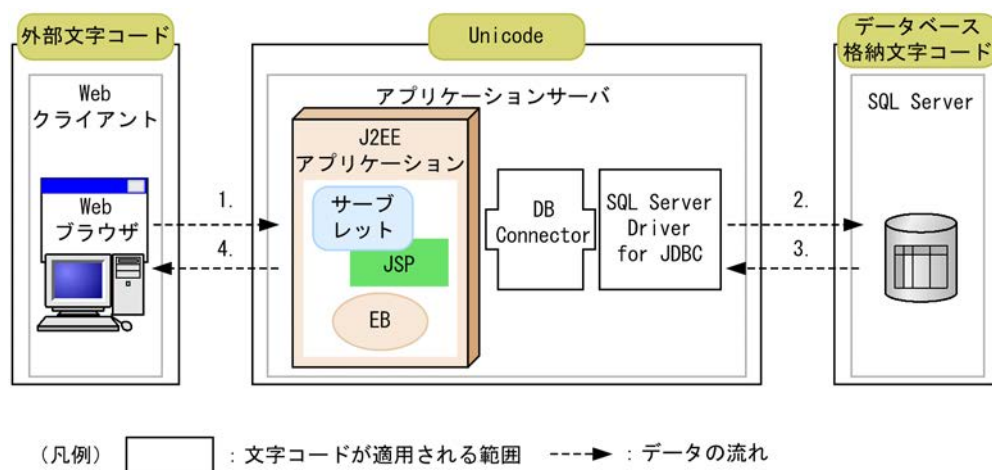 外部文字コード
Unicode
データベース
格納文字コード
Web
クライアント
アプリケーションサーバ
SQL Server
J2EE
アプリケーション
Web
ブラウザ
1.
サーブ
レット
JSP
EB
DB
Connector
SQL Server
Driver
for JDBC
2.
3.
4.
(凡例)
:文字コードが適用される範囲
:データの流れ